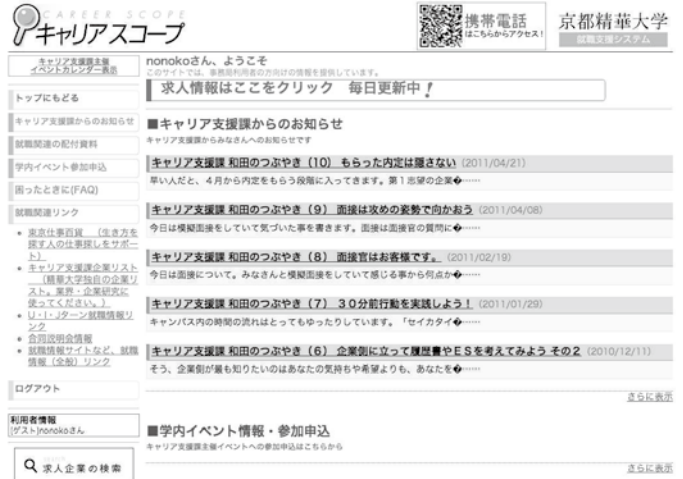 CAREER SCOPE
キャリアスコープ
携帯電話
はこちらからアクセス!
京都精華大学
就職支援システム
キャリア支援課主催
イベントカレンダー表示
nonokoさん、ようこそ
このサイトでは、事務局利用者の方向けの情報を提供しています。
求人情報はここをクリック 毎日更新中!
トップにもどる
キャリア支援課からのお知らせ
就職関連の配付資料
学内イベント参加申込
困ったときに(FAQ)
就職関連リンク
東京仕事百貨 (生き方を
探す人の仕事探しをサポー
ト)
キャリア支援課企業リスト
(精華大学独自の企業リ
スト。業界・企業研究に
使ってください。)
U・I・Jターン就職情報リ
ンク
合同説明会情報
就職情報サイトなど、就職
情報(全般)リンク
ログアウト
利用者情報
[ゲスト]nonokoさん
search
求人企業の検索
■キャリア支援課からのお知らせ
キャリア支援課からみなさんへのお知らせです
キャリア支援課 和田のつぶやき(10) もらった内定は隠さない (2011/04/21)
早い人だと、4月から内定をもらう段階に入ってきます。第1志望の企業�……
キャリア支援課 和田のつぶやき(9) 面接は攻めの姿勢で向かおう (2011/04/08)
今日は模擬面接をしていて気づいた事を書きます。面接は面接官の質問に�……
キャリア支援課 和田のつぶやき(8) 面接官はお客様です。 (2011/02/19)
今日は面接について。みなさんと模擬面接をしていて感じる事から何点か�……
キャリア支援課 和田のつぶやき(7) 30分前行動を実践しよう! (2011/01/29)
キャンパス内の時間の流れはとってもゆったりしています。「セイカタイ�……
キャリア支援課 和田のつぶやき(6) 企業側に立って履歴書やESを考えてみよう その2 (2010/12/11)
そう、企業側が最も知りたいのはあなたの気持ちや希望よりも、あなたを�……
さらに表示
■学内イベント情報・参加申込
キャリア支援課主催イベントへの参加申込はこちらから
さらに表示